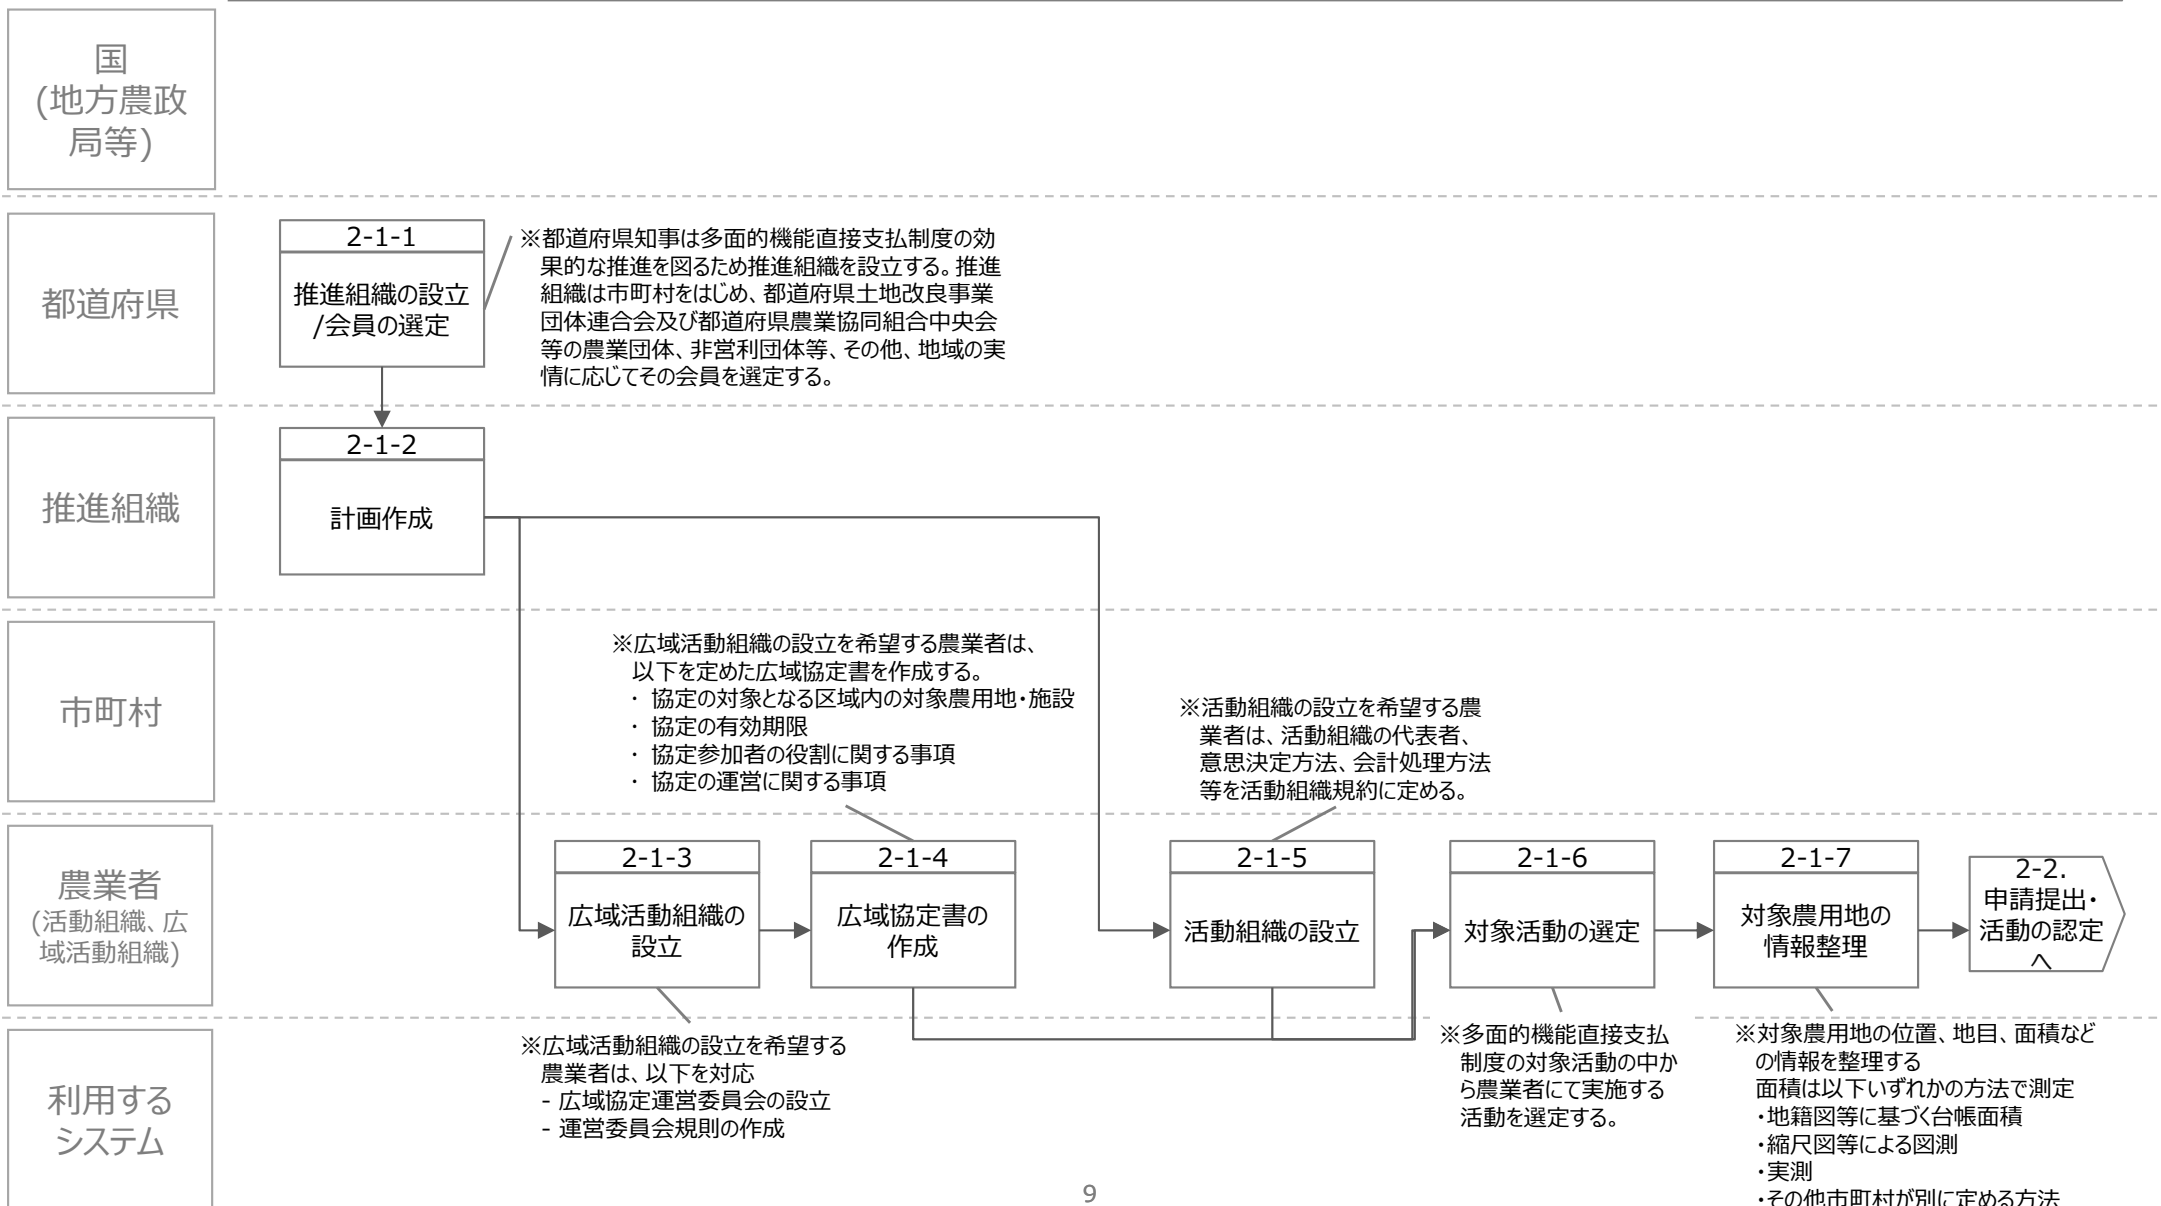 国
(地方農政
局等)
都道府県
2-1-1
推進組織の設立
/会員の選定
※都道府県知事は多面的機能直接支払制度の効
果的な推進を図るため推進組織を設立する。推進
組織は市町村をはじめ、都道府県土地改良事業
団体連合会及び都道府県農業協同組合中央会
等の農業団体、非営利団体等、その他、地域の実
情に応じてその会員を選定する。
推進組織
2-1-2
計画作成
市町村
※広域活動組織の設立を希望する農業者は、
以下を定めた広域協定書を作成する。
・ 協定の対象となる区域内の対象農用地・施設
・ 協定の有効期限
・ 協定参加者の役割に関する事項
・ 協定の運営に関する事項
※活動組織の設立を希望する農
業者は、活動組織の代表者、
意思決定方法、会計処理方法
等を活動組織規約に定める。
農業者
(活動組織、広
域活動組織)
2-1-3
広域活動組織の
設立
2-1-4
広域協定書の
作成
2-1-5
活動組織の設立
2-1-6
対象活動の選定
2-1-7
対象農用地の
情報整理
2-2.
申請提出・
活動の認定
へ
利用する
システム
※広域活動組織の設立を希望する
農業者は、以下を対応
- 広域協定運営委員会の設立
- 運営委員会規則の作成
※多面的機能直接支払
制度の対象活動の中か
ら農業者にて実施する
活動を選定する。
※対象農用地の位置、地目、面積など
の情報を整理する
面積は以下いずれかの方法で測定
・地籍図等に基づく台帳面積
・縮尺図等による図測
・実測
・その他市町村が別に定める方法
9